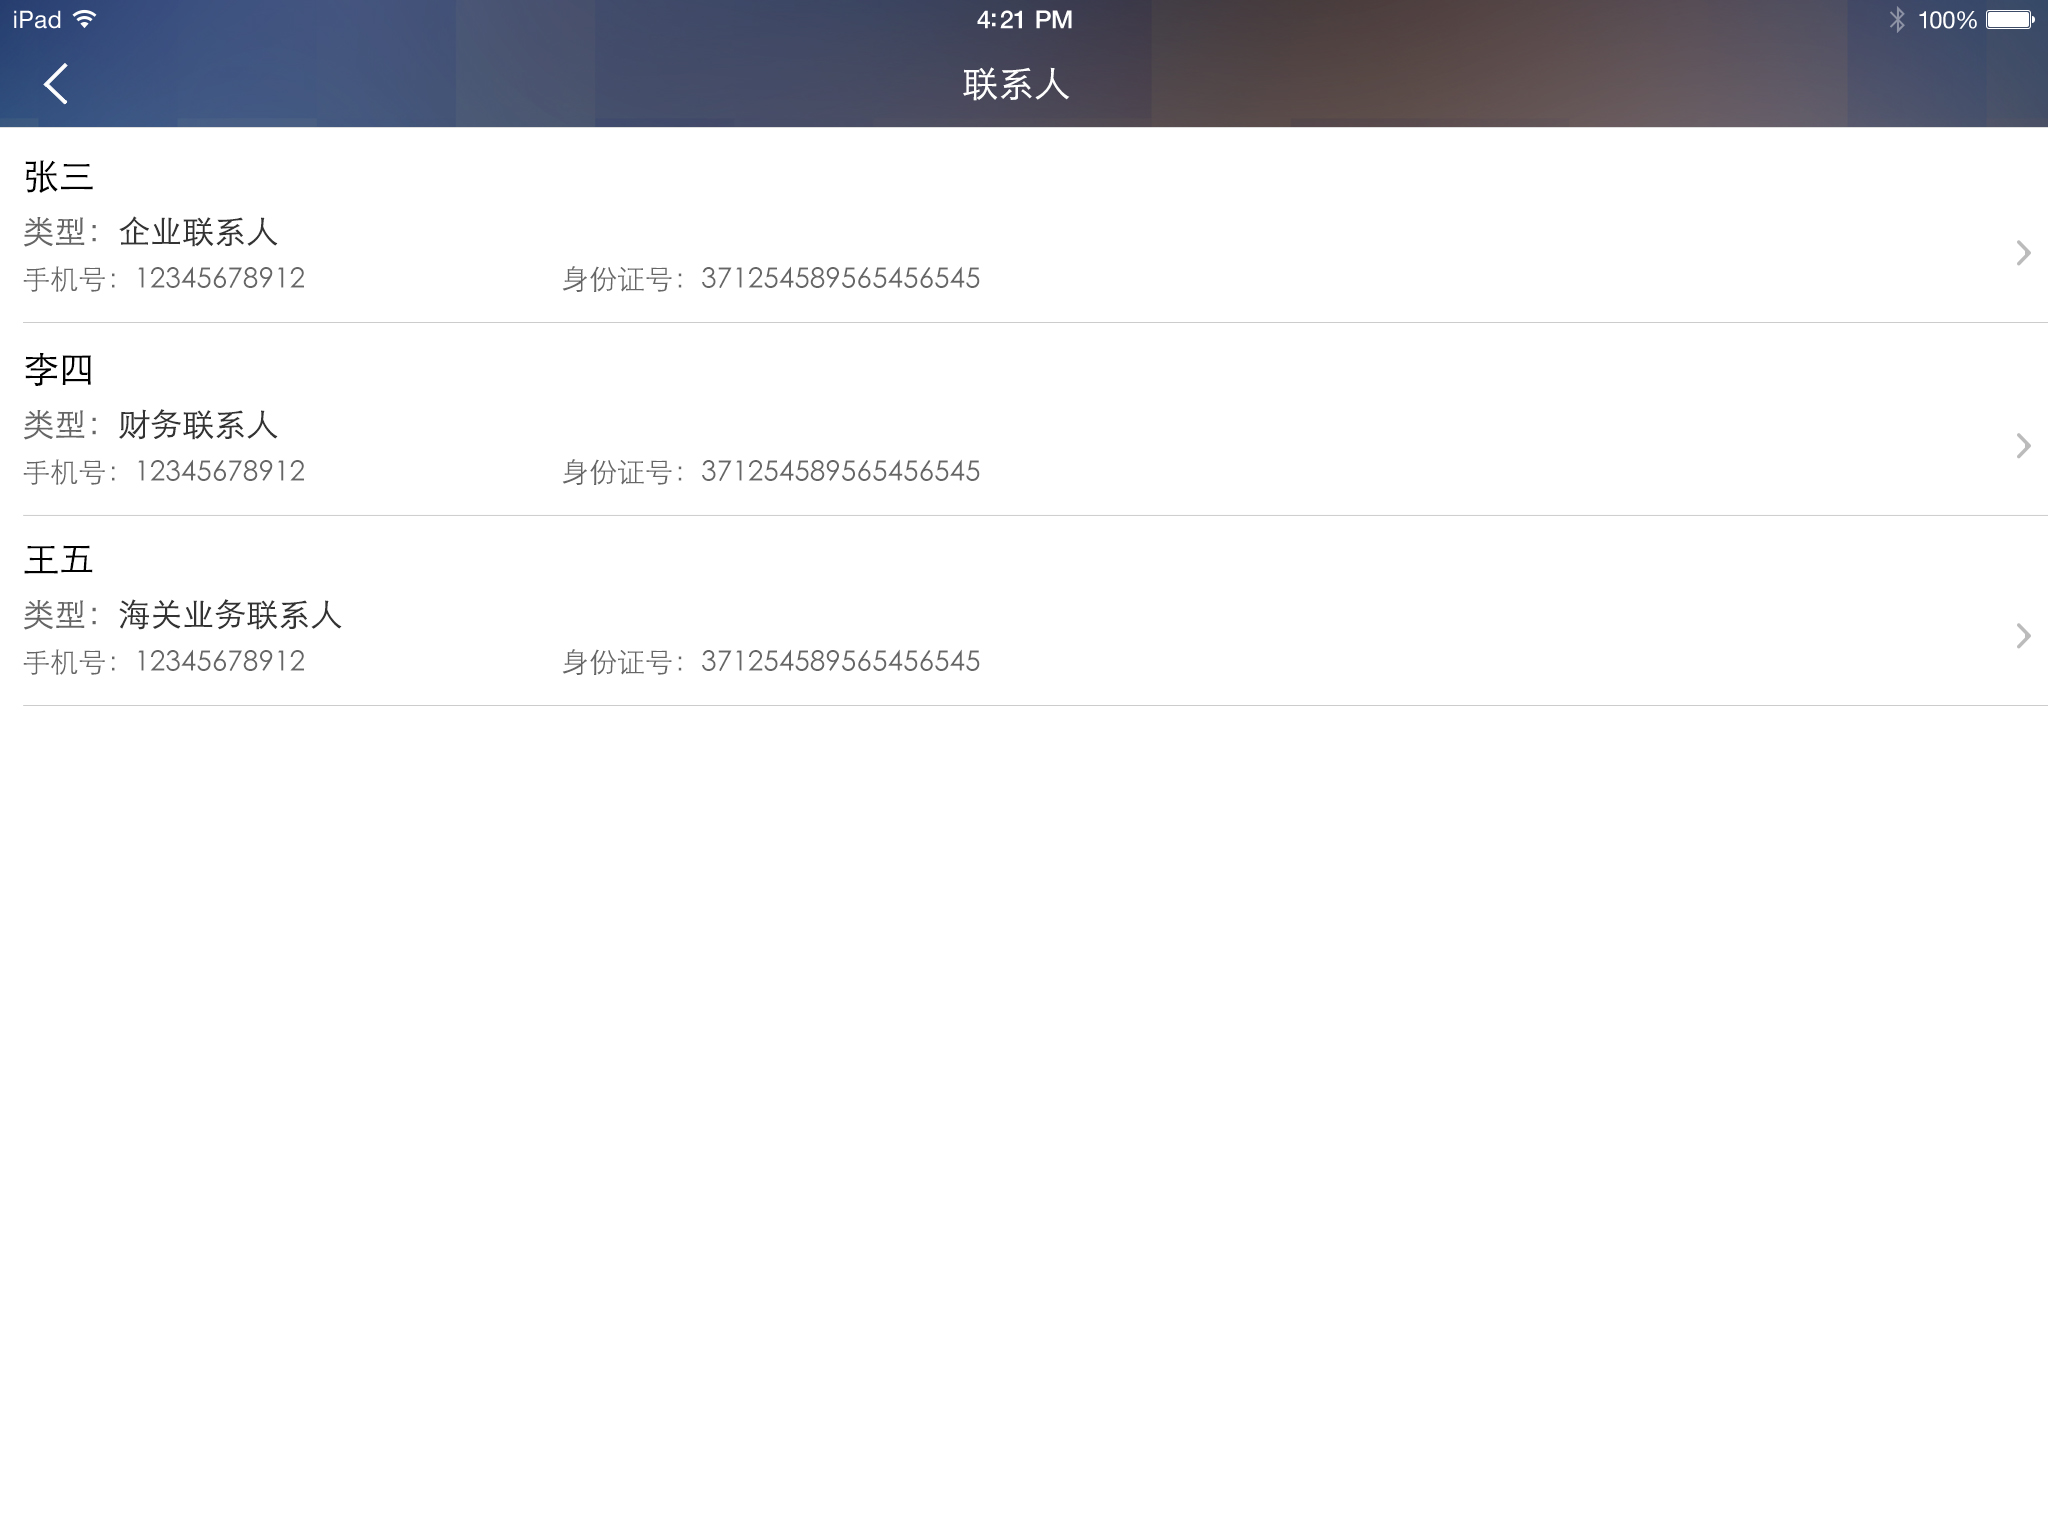 iPad 4:21 PM 100%
联系人
张三
类型：企业联系人
手机号：12345678912 身份证号：371254589565456545
李四
类型：财务联系人
手机号：12345678912 身份证号：371254589565456545
王五
类型：海关业务联系人
手机号：12345678912 身份证号：371254589565456545